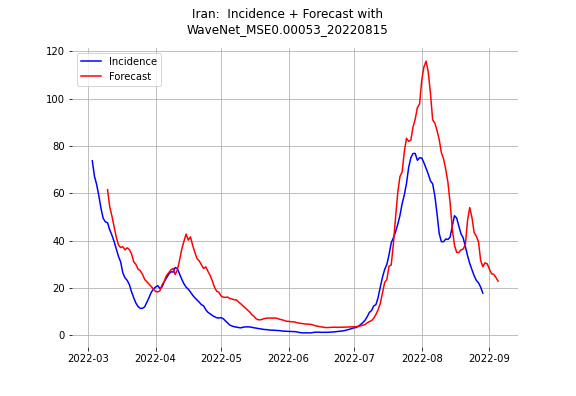 Iran:  Incidence + Forecast with
WaveNet_MSE0.00053_20220815
Incidence
Forecast
120
100
80
60
40
20
0
2022-03 2022-04 2022-05 2022-06 2022-07 2022-08 2022-09